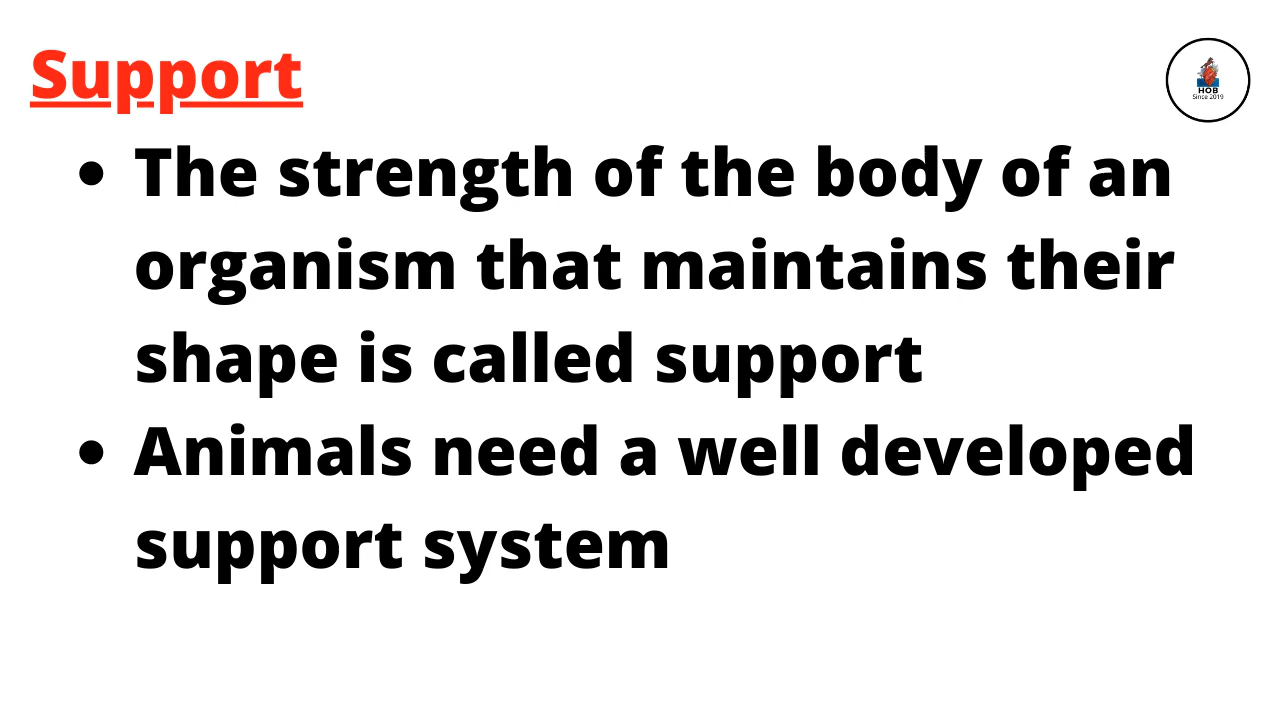 Support
HOB
Since 2019
• The strength of the body of an
organism that maintains their
shape is called support
• Animals need a well developed
support system